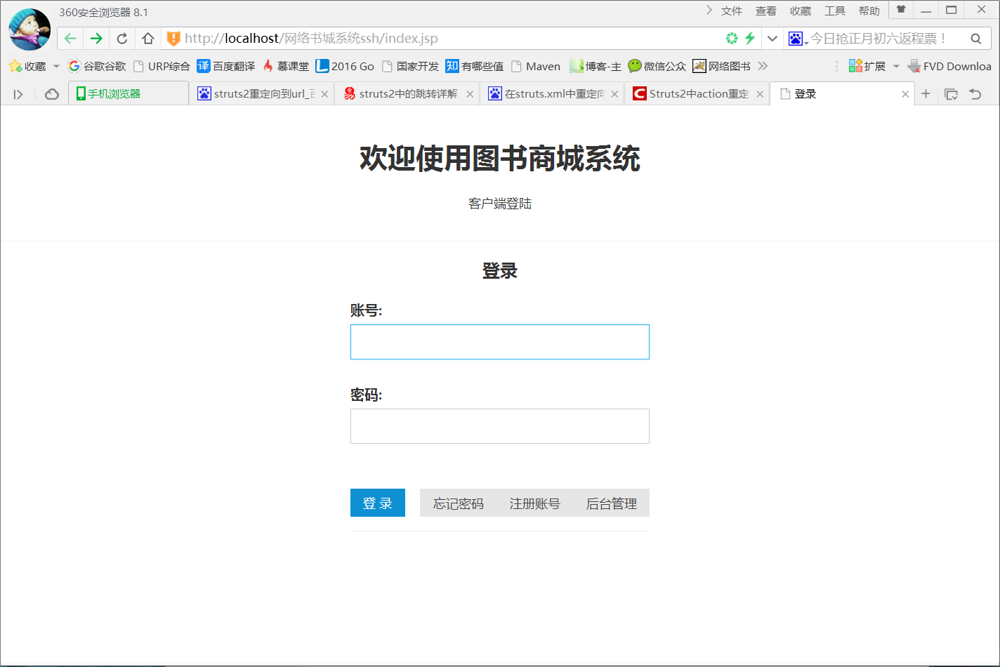 360安全浏览器 8.1
文件 查看 收藏 工具 帮助
http://localhost/网络书城系统ssh/index.jsp
今日抢正月初六返程票！
收藏 谷歌谷歌 URP综合 译 百度翻译 慕课堂 2016 Go 国家开发 知 有哪些值 Maven 博客-主 微信公众 网络图书 扩展 FVD Downloa
手机浏览器 struts2重定向到url_ struts2中的跳转详解 在struts.xml中重定向 Struts2中action重定 登录
欢迎使用图书商城系统
客户端登陆
登录
账号:
密码:
登 录 忘记密码 注册账号 后台管理